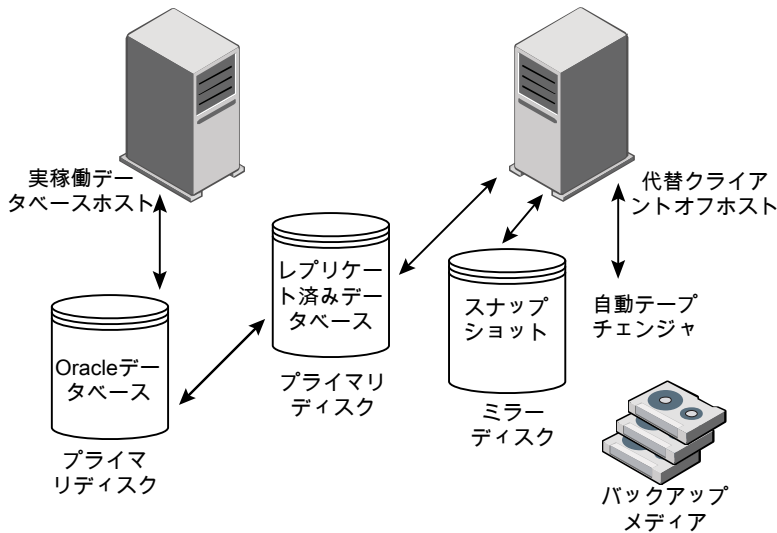 実稼働デー
タベースホスト
代替クライア
ントオフホスト
レプリケー
ト済みデー
タベース
スナップ
ショット
自動テープ
チェンジャ
Oracleデー
タベース
プライマリ
ディスク
ミラー
ディスク
プライマ
リディスク
バックアップ
メディア